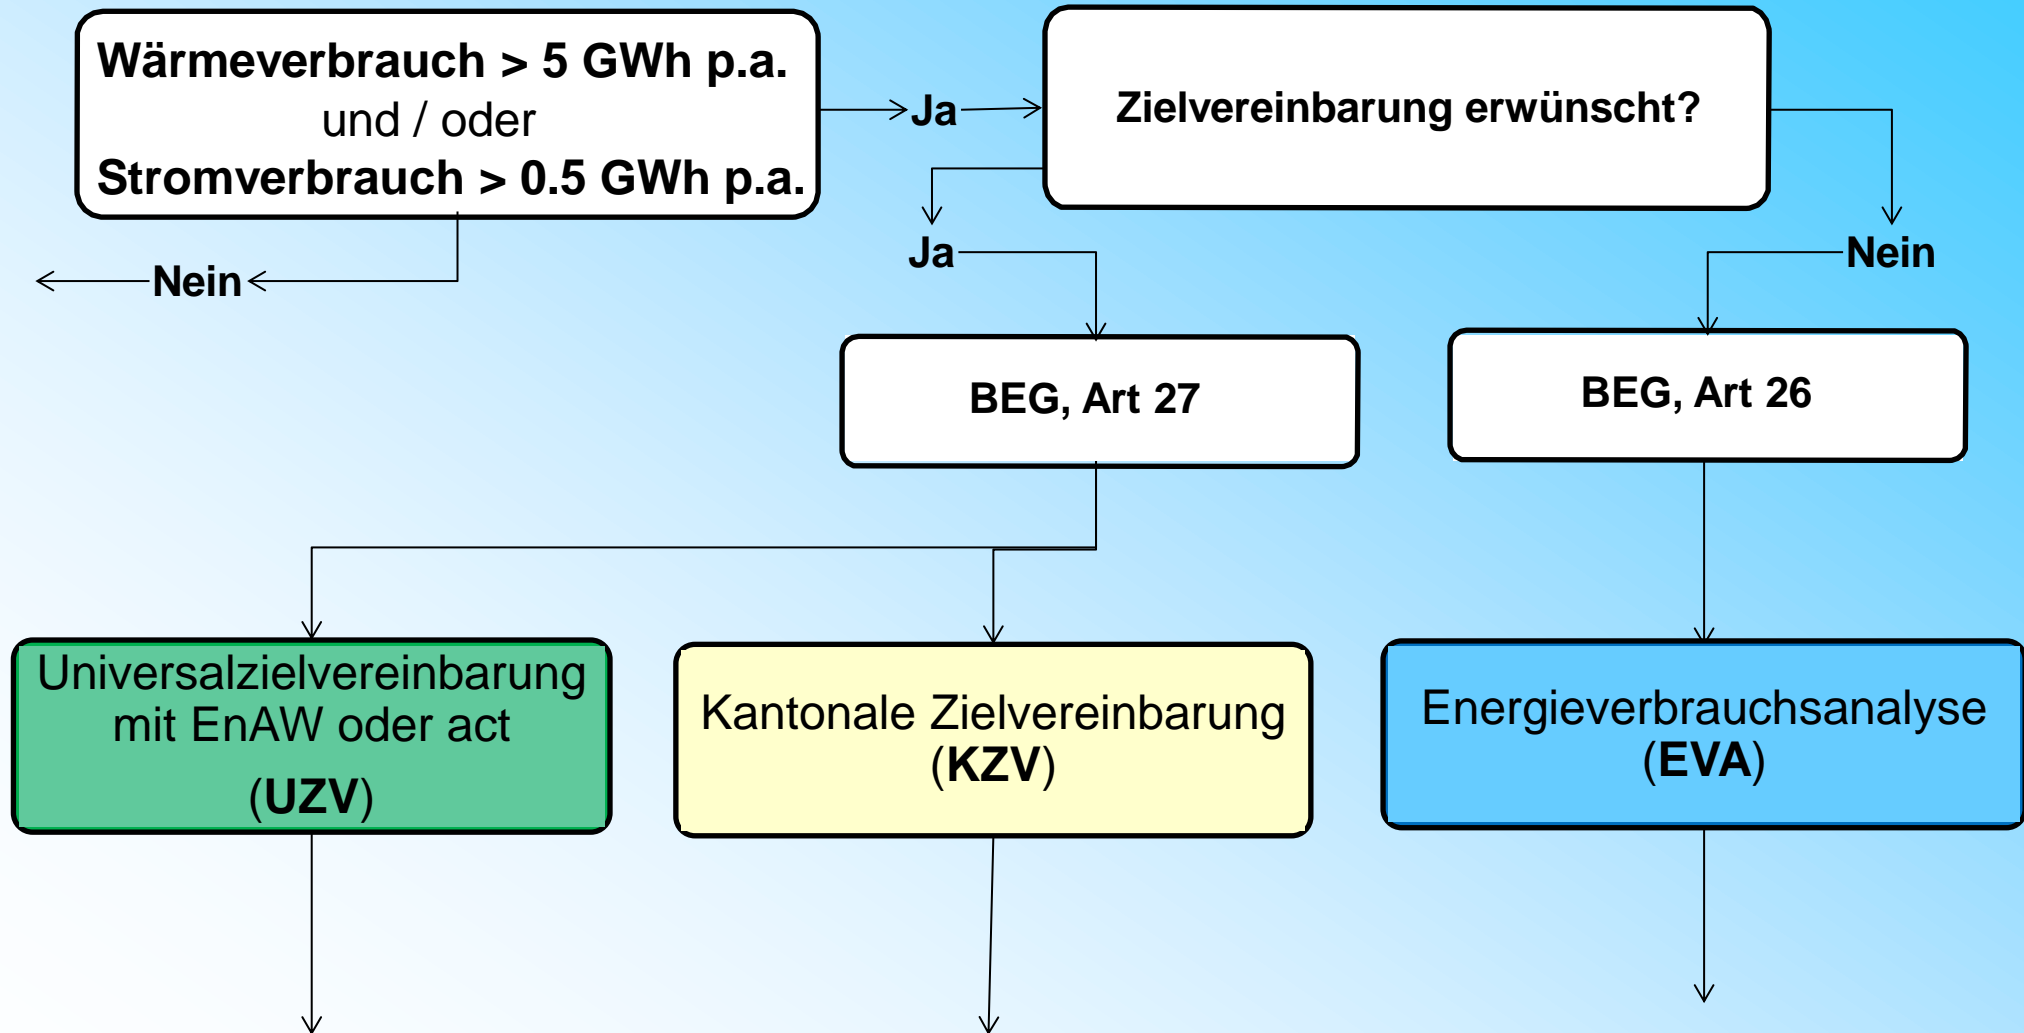 Wärmeverbrauch > 5 GWh p.a.
und / oder
Stromverbrauch > 0.5 GWh p.a.
Ja
Zielvereinbarung erwünscht?
Nein
Ja
Nein
BEG, Art 27
BEG, Art 26
Universalzielvereinbarung
mit EnAW oder act
(UZV)
Kantonale Zielvereinbarung
(KZV)
Energieverbrauchsanalyse
(EVA)